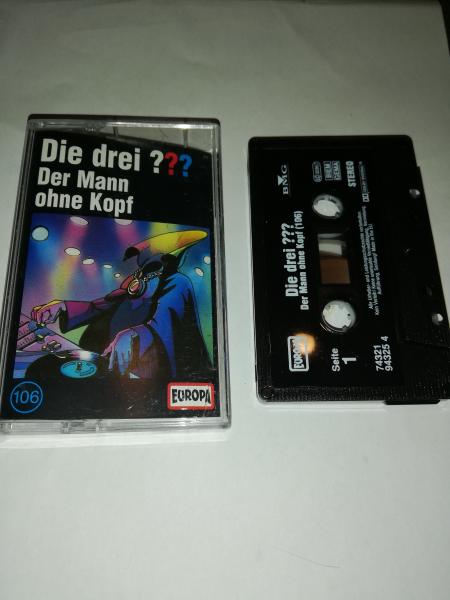 Die drei ???
Der Mann
ohne Kopf
106
EUROPA
BMG
STEREO
Die drei ???
Der Mann ohne Kopf (106)
EUROPA
Seite
1
74321
94325 4